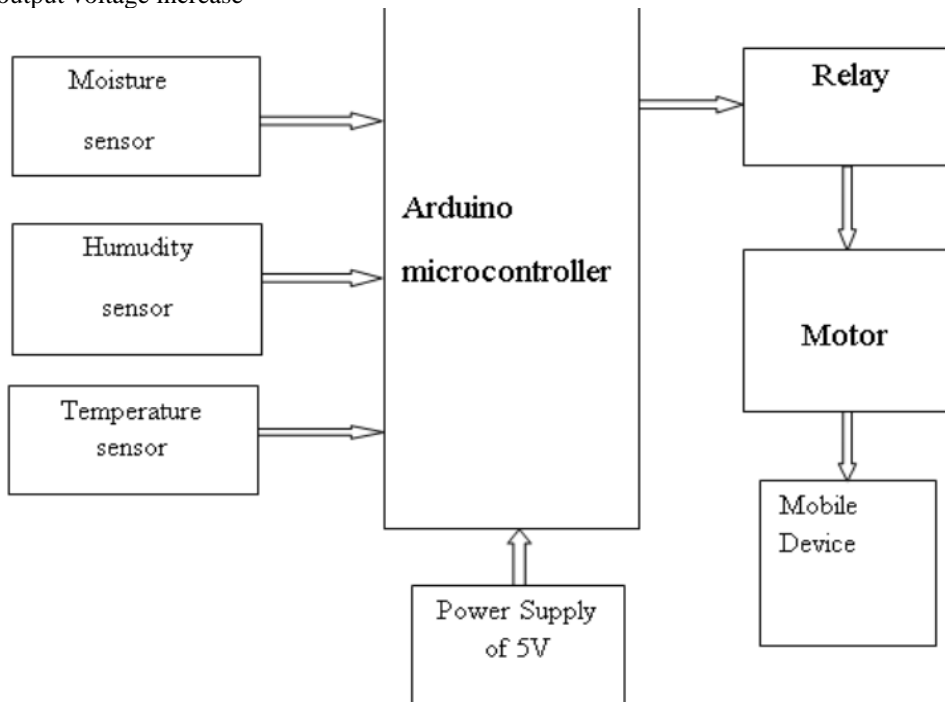 output voltage increase
Moisture
sensor
Humudity
sensor
Temperature
sensor
Arduino
microcontroller
Power Supply
of 5V
Relay
Motor
Mobile
Device